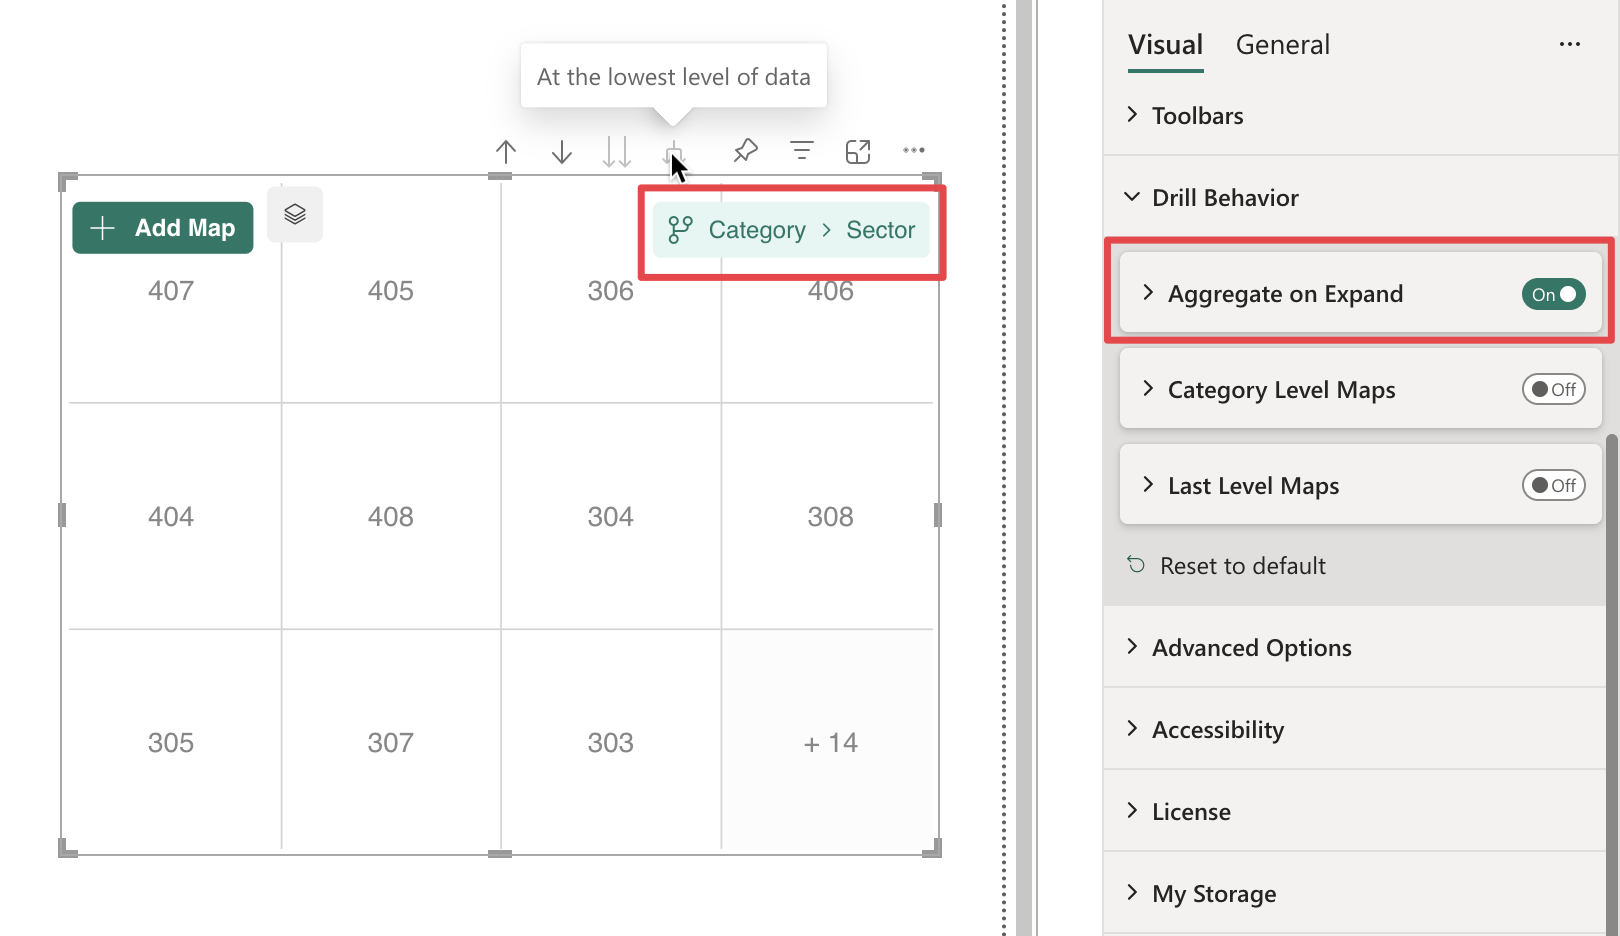 At the lowest level of data
Add Map
Category > Sector
407 405 306 406
404 408 304 308
305 307 303 + 14
Visual General
Toolbars
Drill Behavior
Aggregate on Expand On
Category Level Maps Off
Last Level Maps Off
Reset to default
Advanced Options
Accessibility
License
My Storage